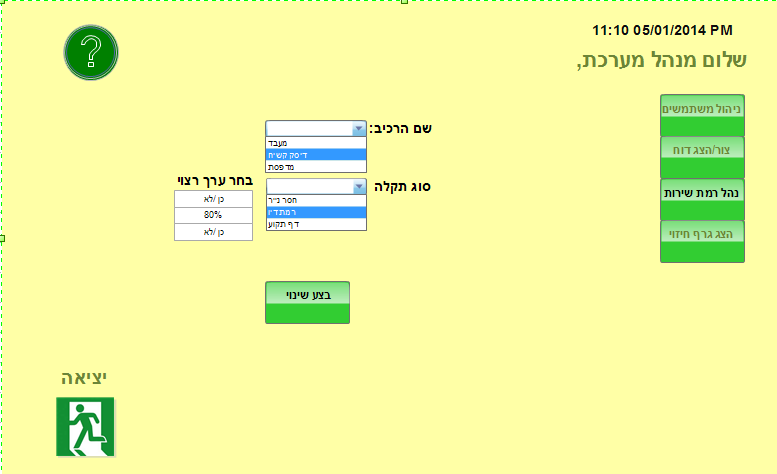 11:10 05/01/2014 PM
שלום מנהל מערכת,
?
ניהול משתמשים
צור/הצג דוח
נהל רמת שירות
הצג גרף חיזוי
שם הרכיב:
מעבד
דיסק קשיח
מדפסת
סוג תקלה
חסר נייר
רמת דיו
דף תקוע
בחר ערך רצוי
כן /לא
80%
כן /לא
בצע שינוי
יציאה